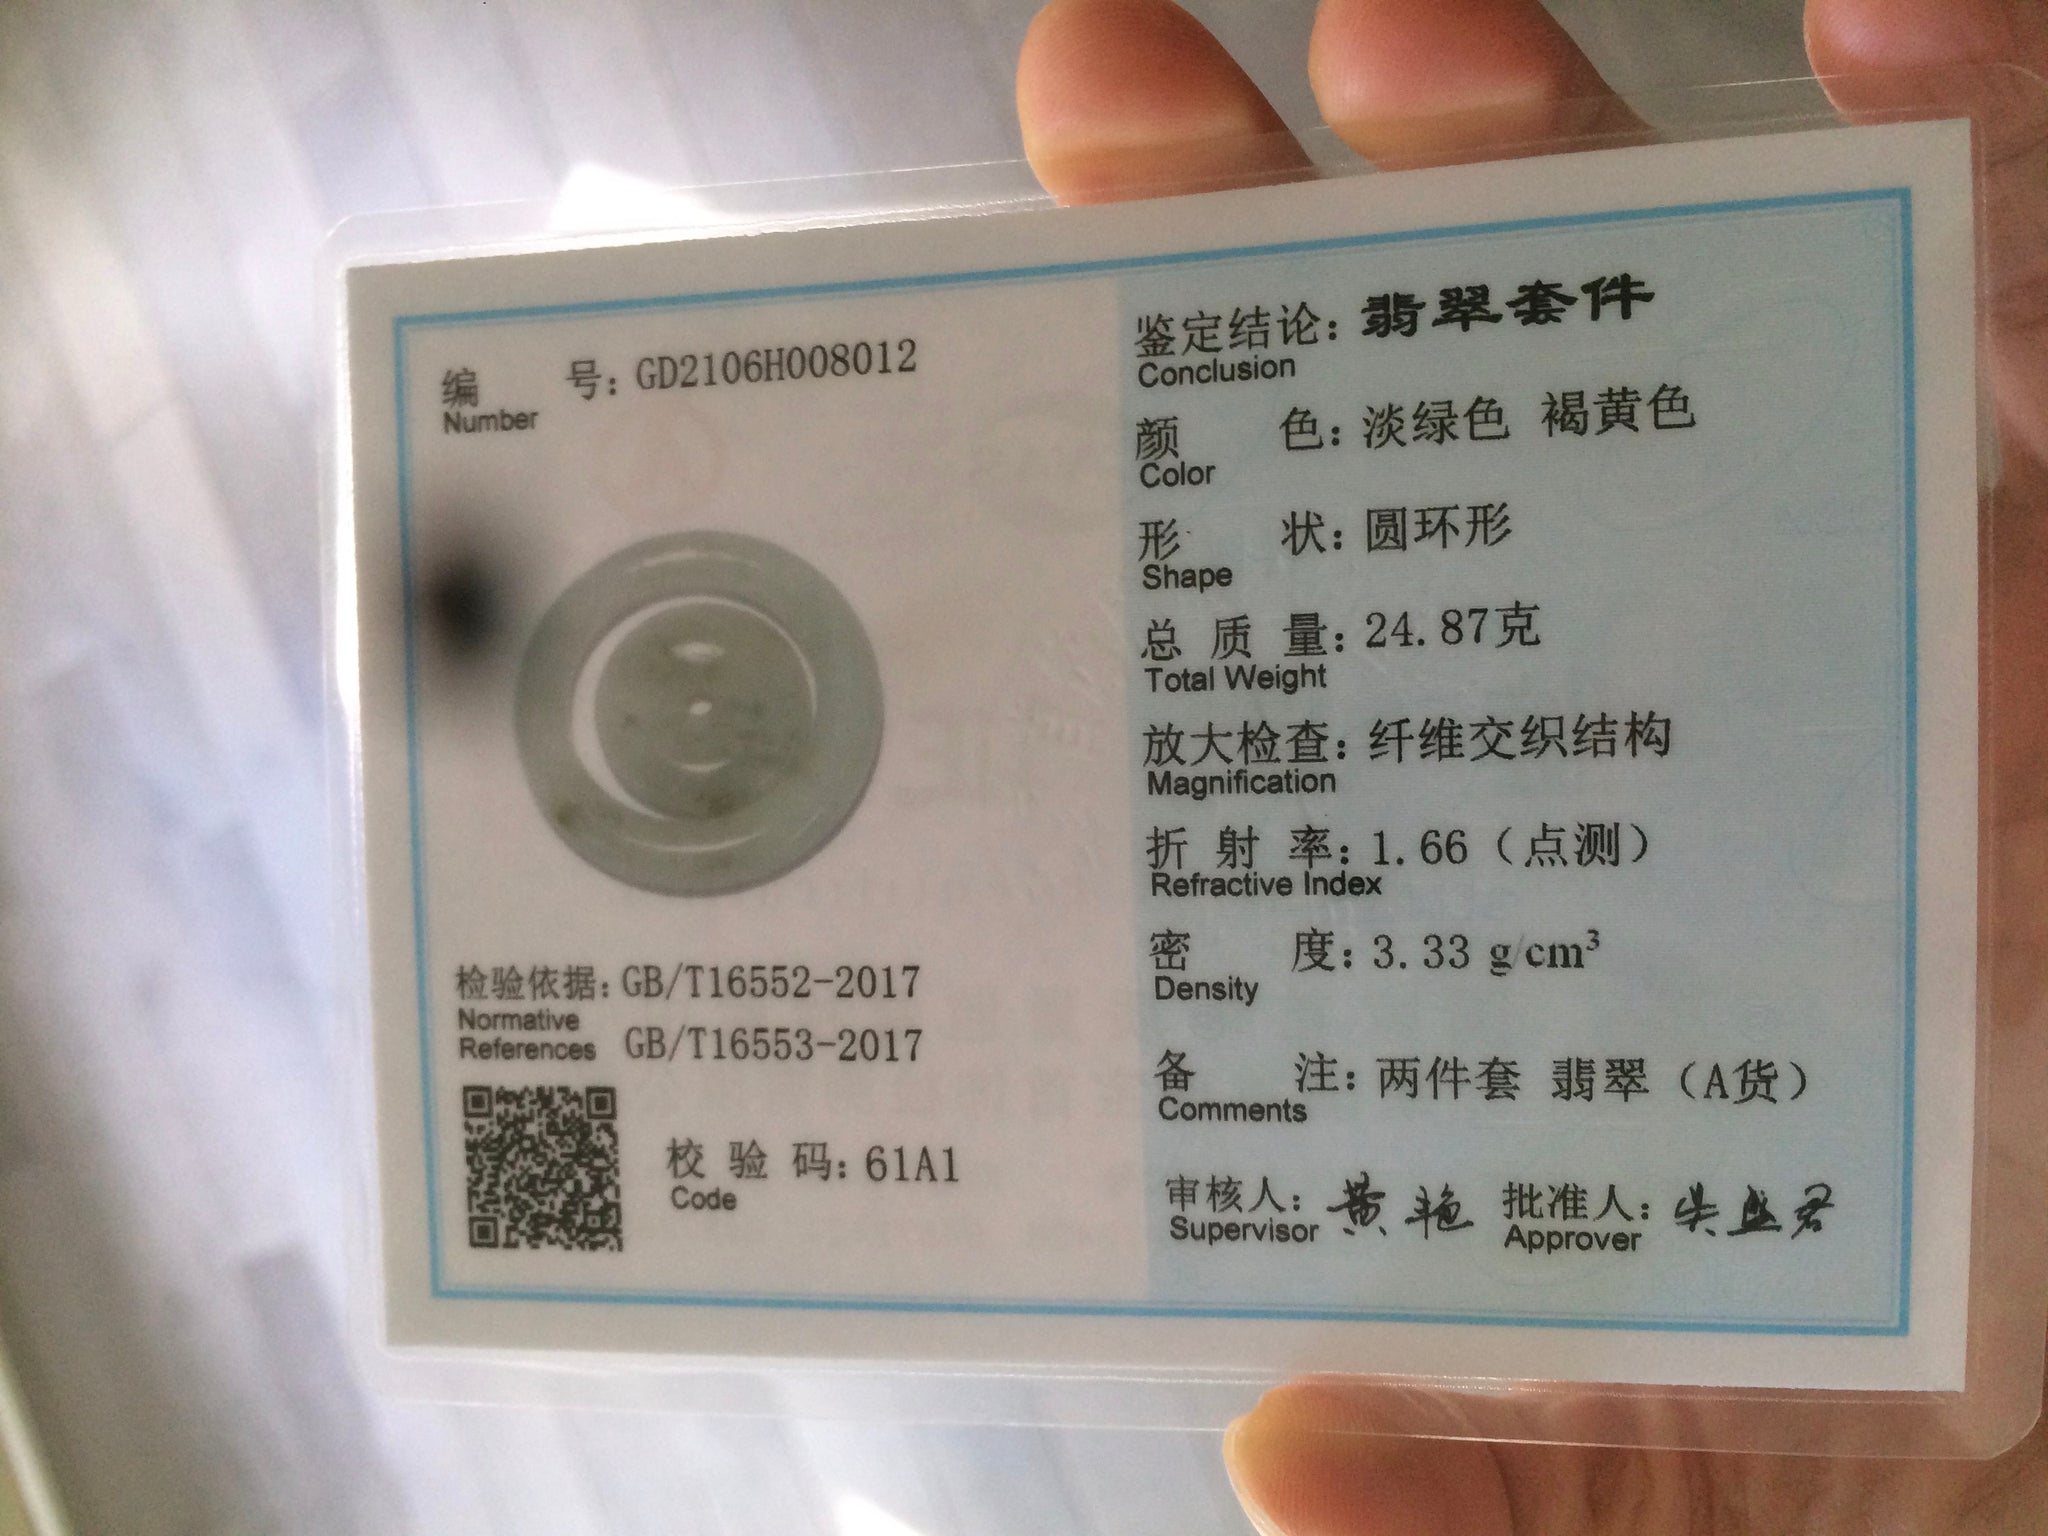 编 号: GD2106H008012
Number
检验依据: GB/T16552-2017
Normative
References GB/T16553-2017
校 验 码: 61A1
Code
鉴定结论: 翡翠套件
Conclusion
颜 色: 淡绿色 褐黄色
Color
形 状: 圆环形
Shape
总 质 量: 24.87克
Total Weight
放大检查: 纤维交织结构
Magnification
折 射 率: 1.66（点测）
Refractive Index
密 度: 3.33 g/cm³
Density
备 注: 两件套 翡翠（A货）
Comments
审核人: 黄艳 批准人:
Supervisor Approver